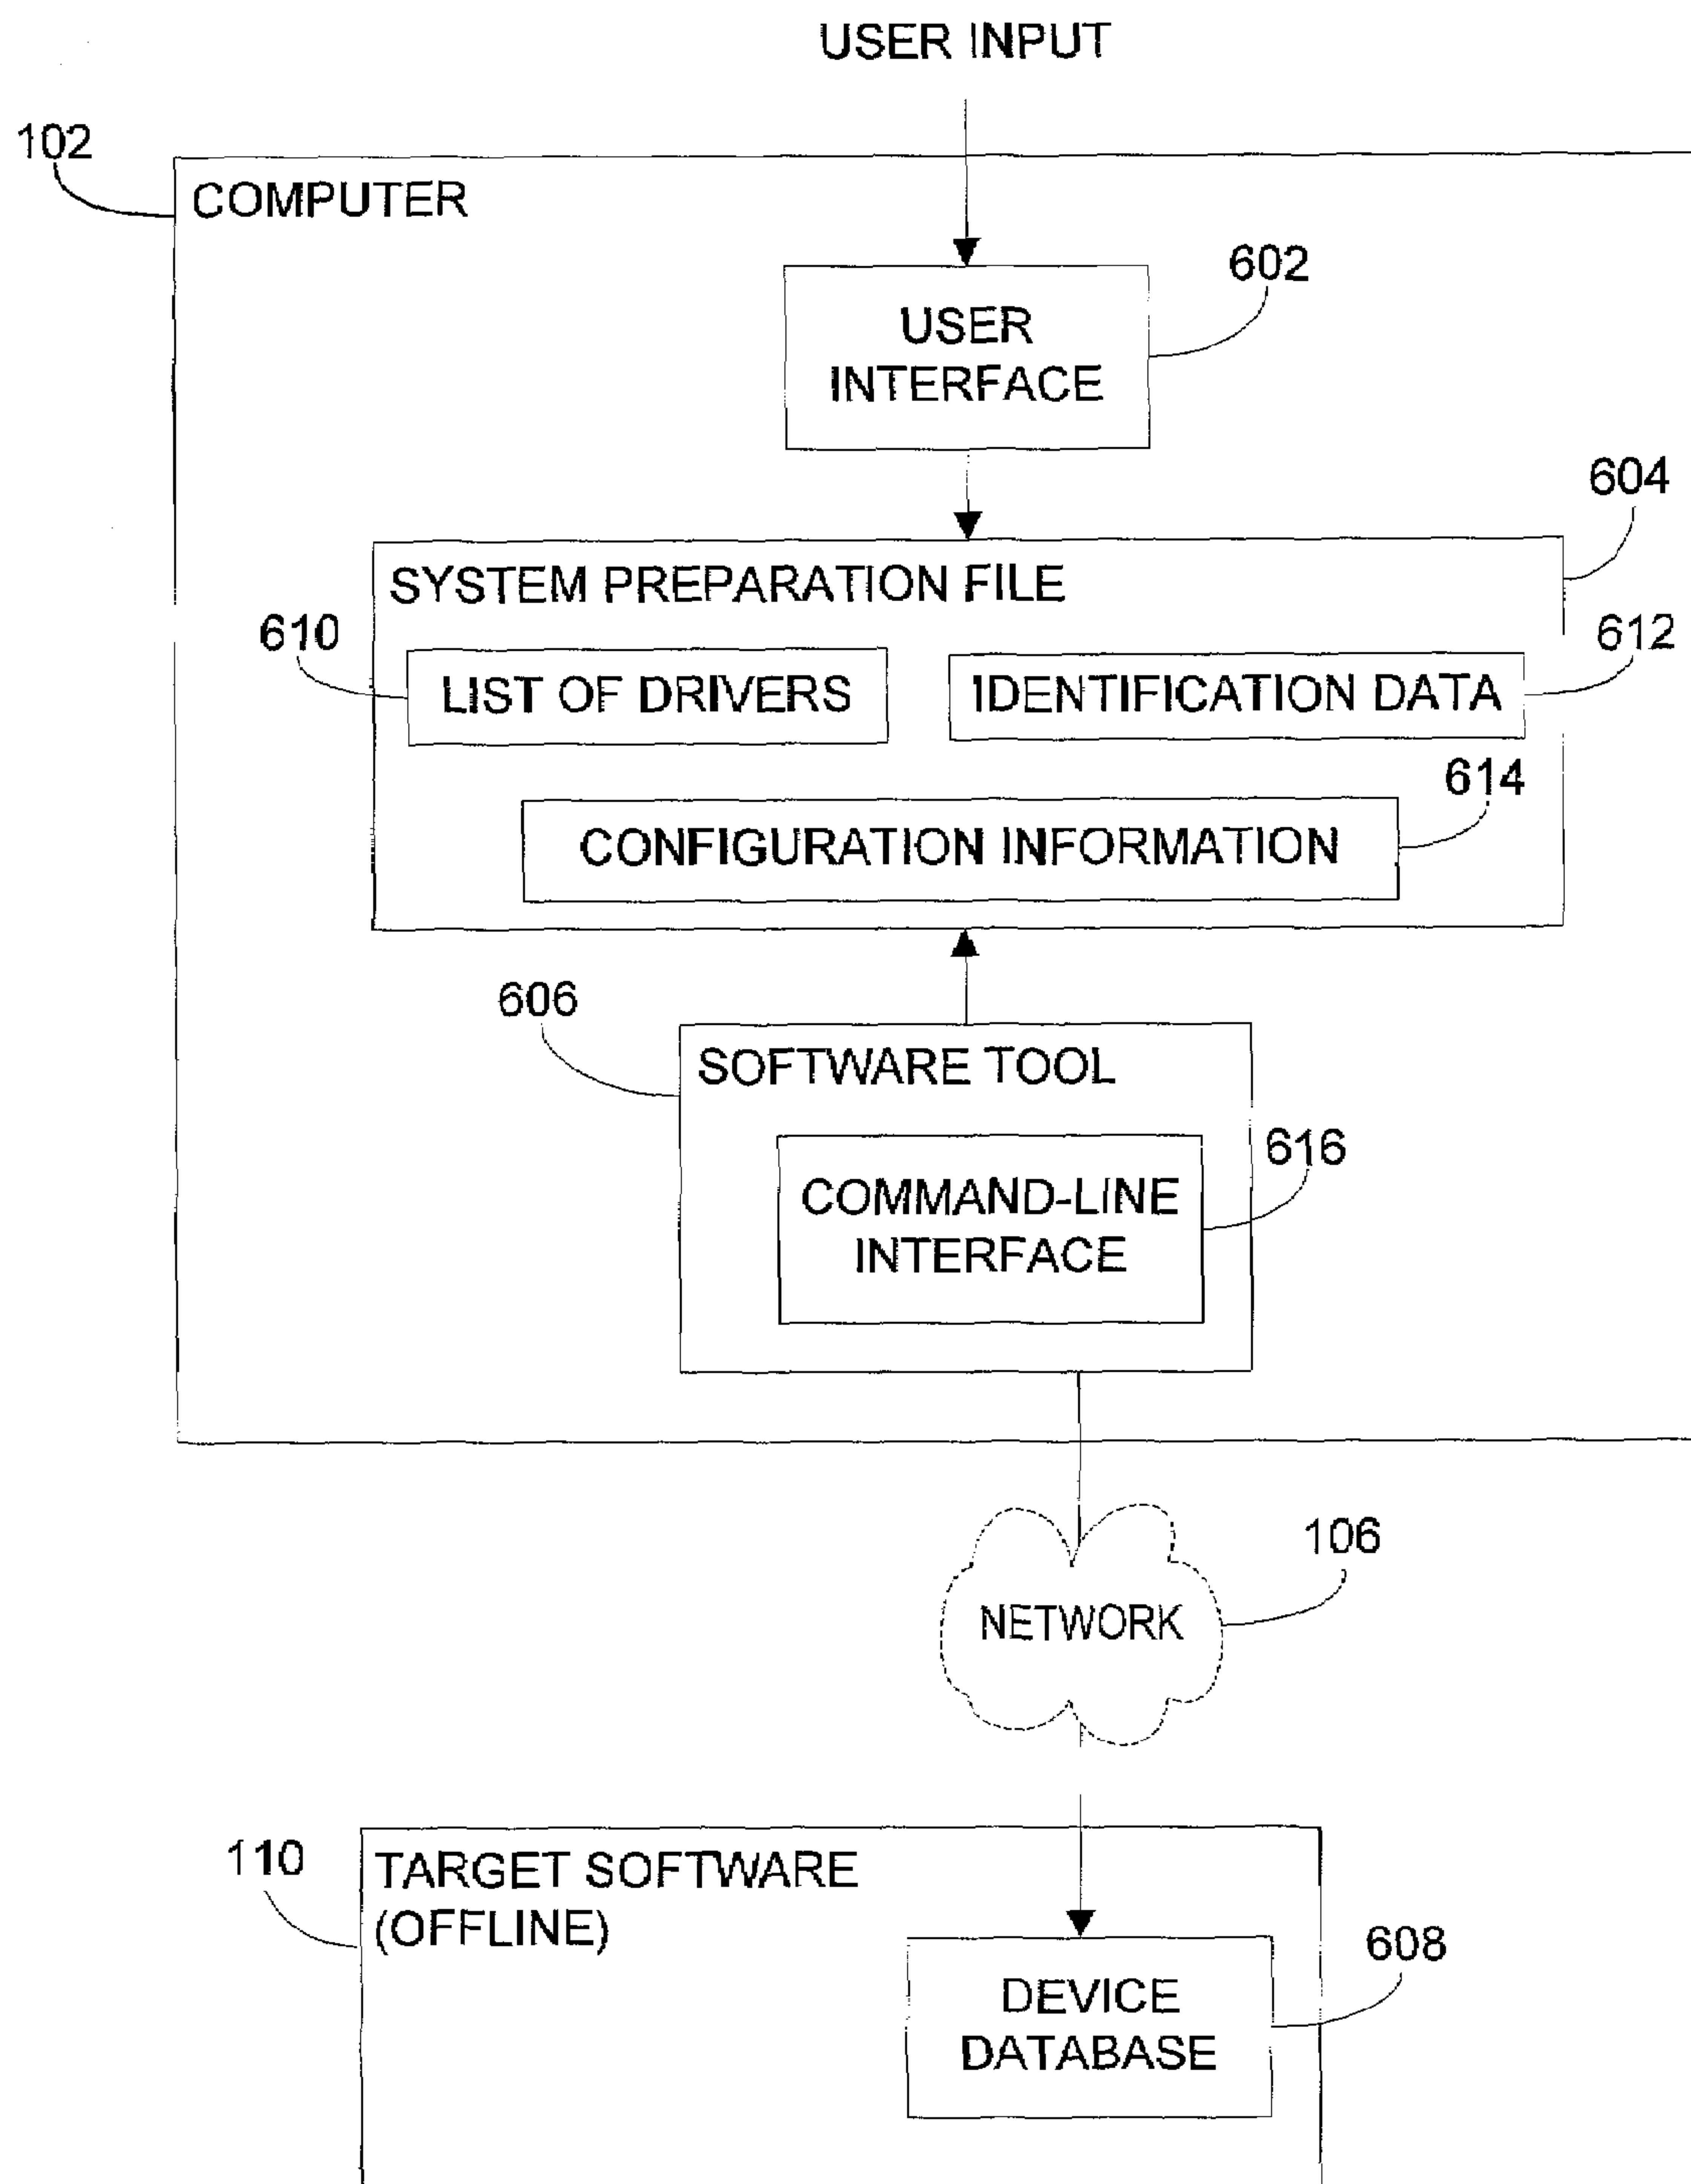 USER INPUT
102
COMPUTER
602
USER
INTERFACE
604
SYSTEM PREPARATION FILE
610
612
LIST OF DRIVERS
IDENTIFICATION DATA
614
CONFIGURATION INFORMATION
606
SOFTWARE TOOL
616
COMMAND-LINE
INTERFACE
106
NETWORK
110
TARGET SOFTWARE
(OFFLINE)
608
DEVICE
DATABASE